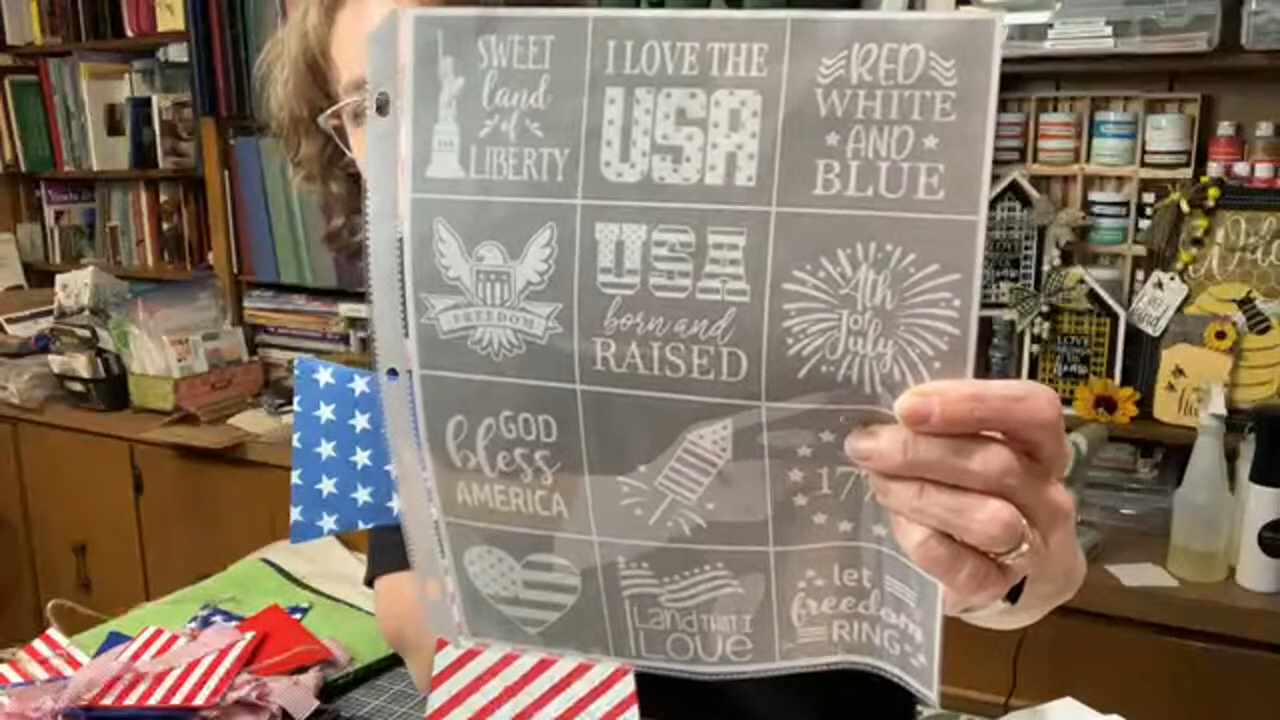 SWEET
land
of
LIBERTY
I LOVE THE
USA
RED
WHITE
AND
BLUE
FREEDOM
USA
born and
RAISED
4th
of
July
GOD
bless
AMERICA
Land THAT I
LOVE
let
freedom
RING